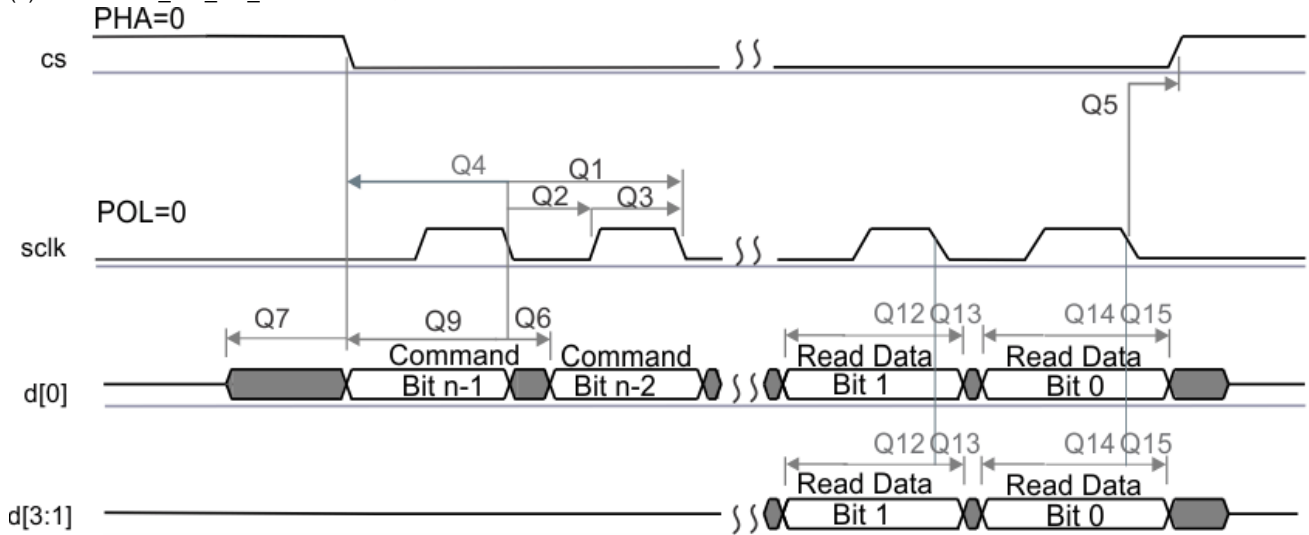 PHA=0
cs
Q5
Q4 Q1
Q2 Q3
POL=0
sclk
Q7 Q9 Q6 Q12 Q13 Q14 Q15
Command Command Read Data Read Data
d[0] Bit n-1 Bit n-2 Bit 1 Bit 0
Q12 Q13 Q14 Q15
Read Data Read Data
d[3:1] Bit 1 Bit 0